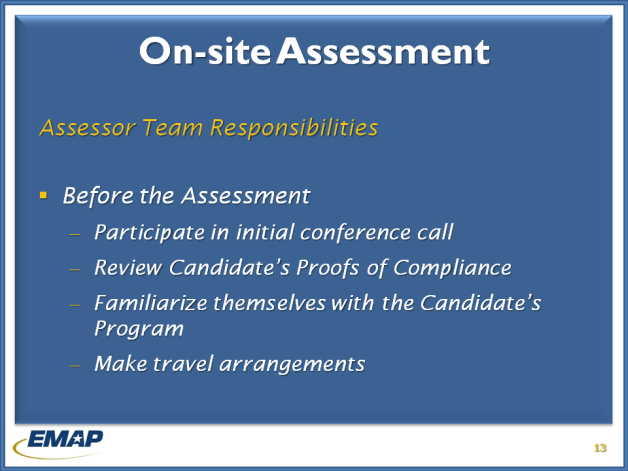 On-site Assessment
Assessor Team Responsibilities
▪ Before the Assessment
– Participate in initial conference call
– Review Candidate’s Proofs of Compliance
– Familiarize themselves with the Candidate’s
Program
– Make travel arrangements
EMAP
13